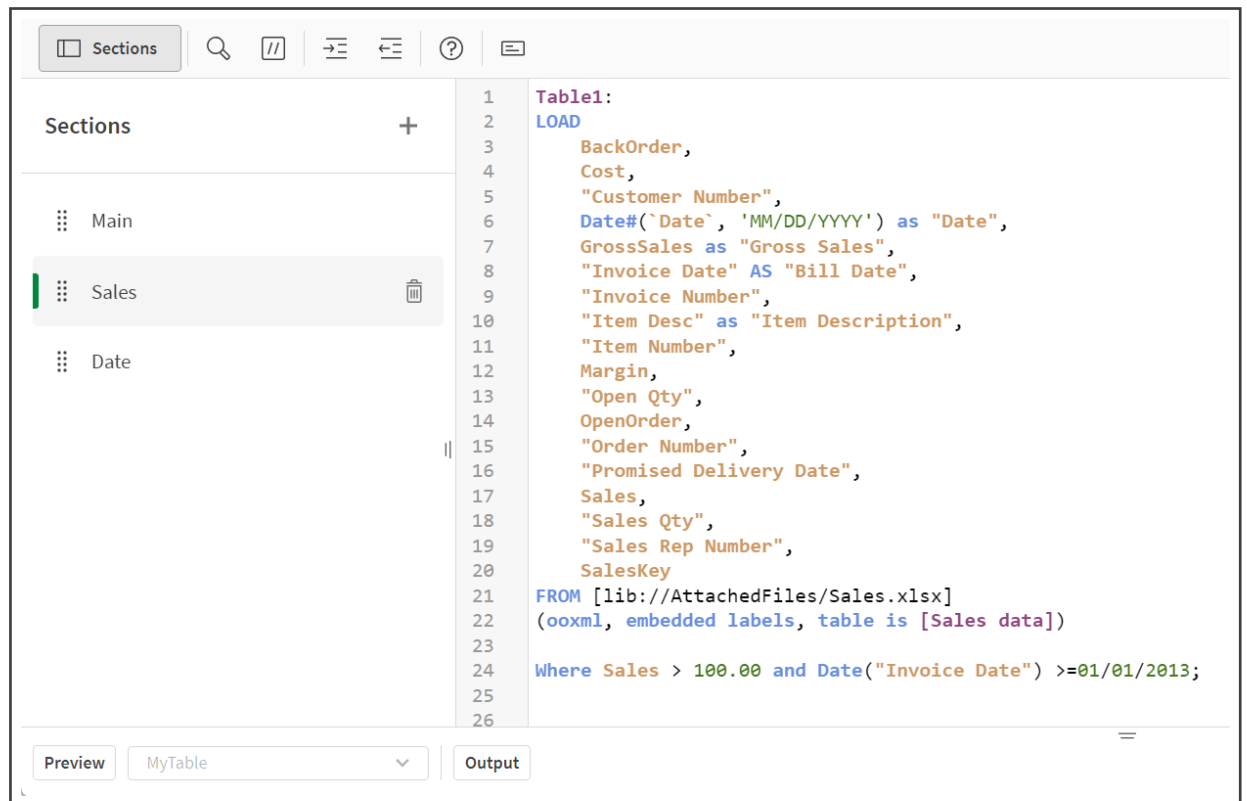 Sections
Sections
Main
Sales
Date
1 Table1:
2 LOAD
3 BackOrder,
4 Cost,
5 "Customer Number",
6 Date#(`Date`, 'MM/DD/YYYY') as "Date",
7 GrossSales as "Gross Sales",
8 "Invoice Date" AS "Bill Date",
9 "Invoice Number",
10 "Item Desc" as "Item Description",
11 "Item Number",
12 Margin,
13 "Open Qty",
14 OpenOrder,
15 "Order Number",
16 "Promised Delivery Date",
17 Sales,
18 "Sales Qty",
19 "Sales Rep Number",
20 SalesKey
21 FROM [lib://AttachedFiles/Sales.xlsx]
22 (ooxml, embedded labels, table is [Sales data])
23
24 Where Sales > 100.00 and Date("Invoice Date") >=01/01/2013;
25
26
Preview MyTable Output